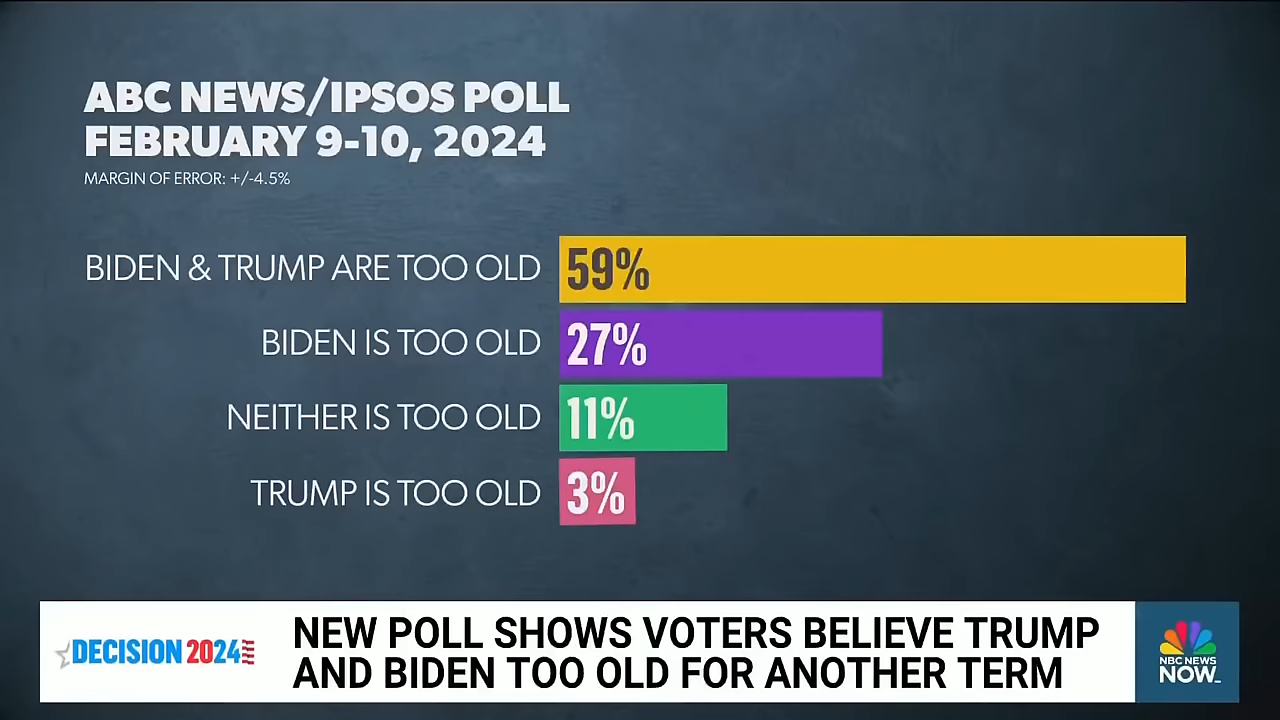 ABC NEWS/IPSOS POLL
FEBRUARY 9-10, 2024
MARGIN OF ERROR: +/-4.5%
BIDEN & TRUMP ARE TOO OLD 59%
BIDEN IS TOO OLD 27%
NEITHER IS TOO OLD 11%
TRUMP IS TOO OLD 3%
DECISION 2024
NEW POLL SHOWS VOTERS BELIEVE TRUMP
AND BIDEN TOO OLD FOR ANOTHER TERM
NBC NEWS
NOW_